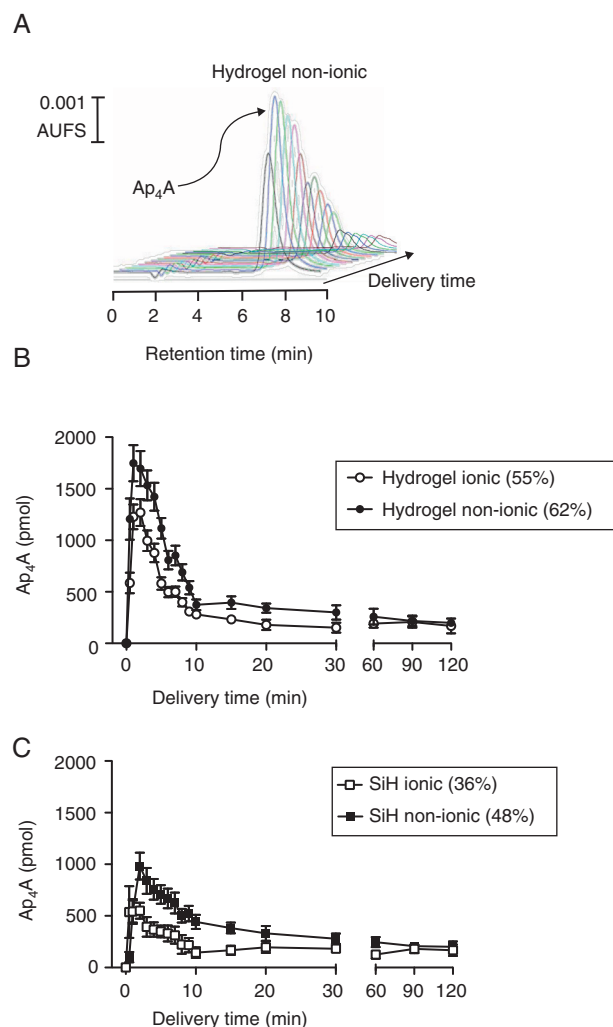 A
Hydrogel non-ionic
0.001
AUFS
Ap₄A
Delivery time
0 2 4 6 8 10
Retention time (min)
B
2000
1500
1000
500
0
Ap₄A (pmol)
Hydrogel ionic (55%)
Hydrogel non-ionic (62%)
0 10 20 30 60 90 120
Delivery time (min)
C
2000
1500
1000
500
0
Ap₄A (pmol)
SiH ionic (36%)
SiH non-ionic (48%)
0 10 20 30 60 90 120
Delivery time (min)